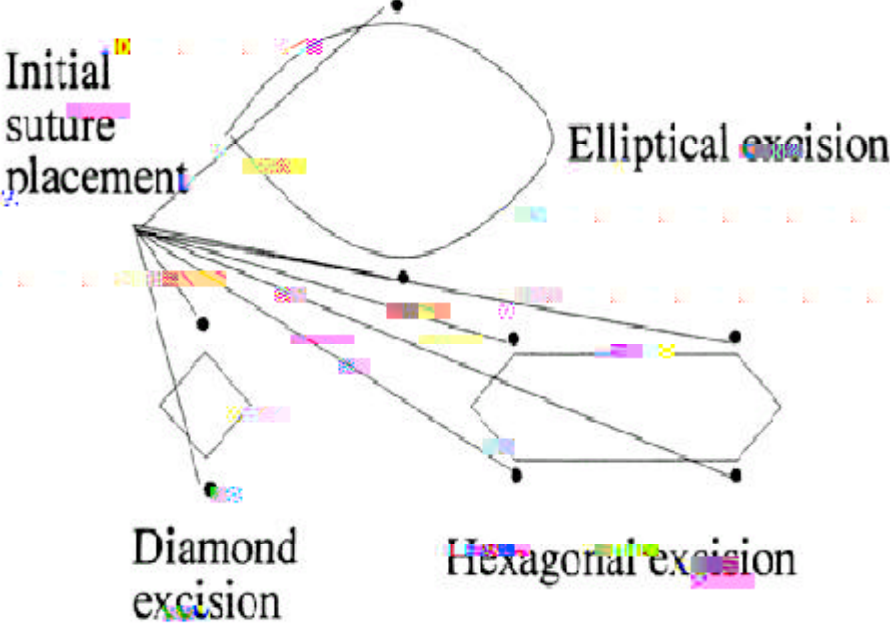 Initial
suture
placement
Elliptical excision
Diamond
excision
Hexagonal excision